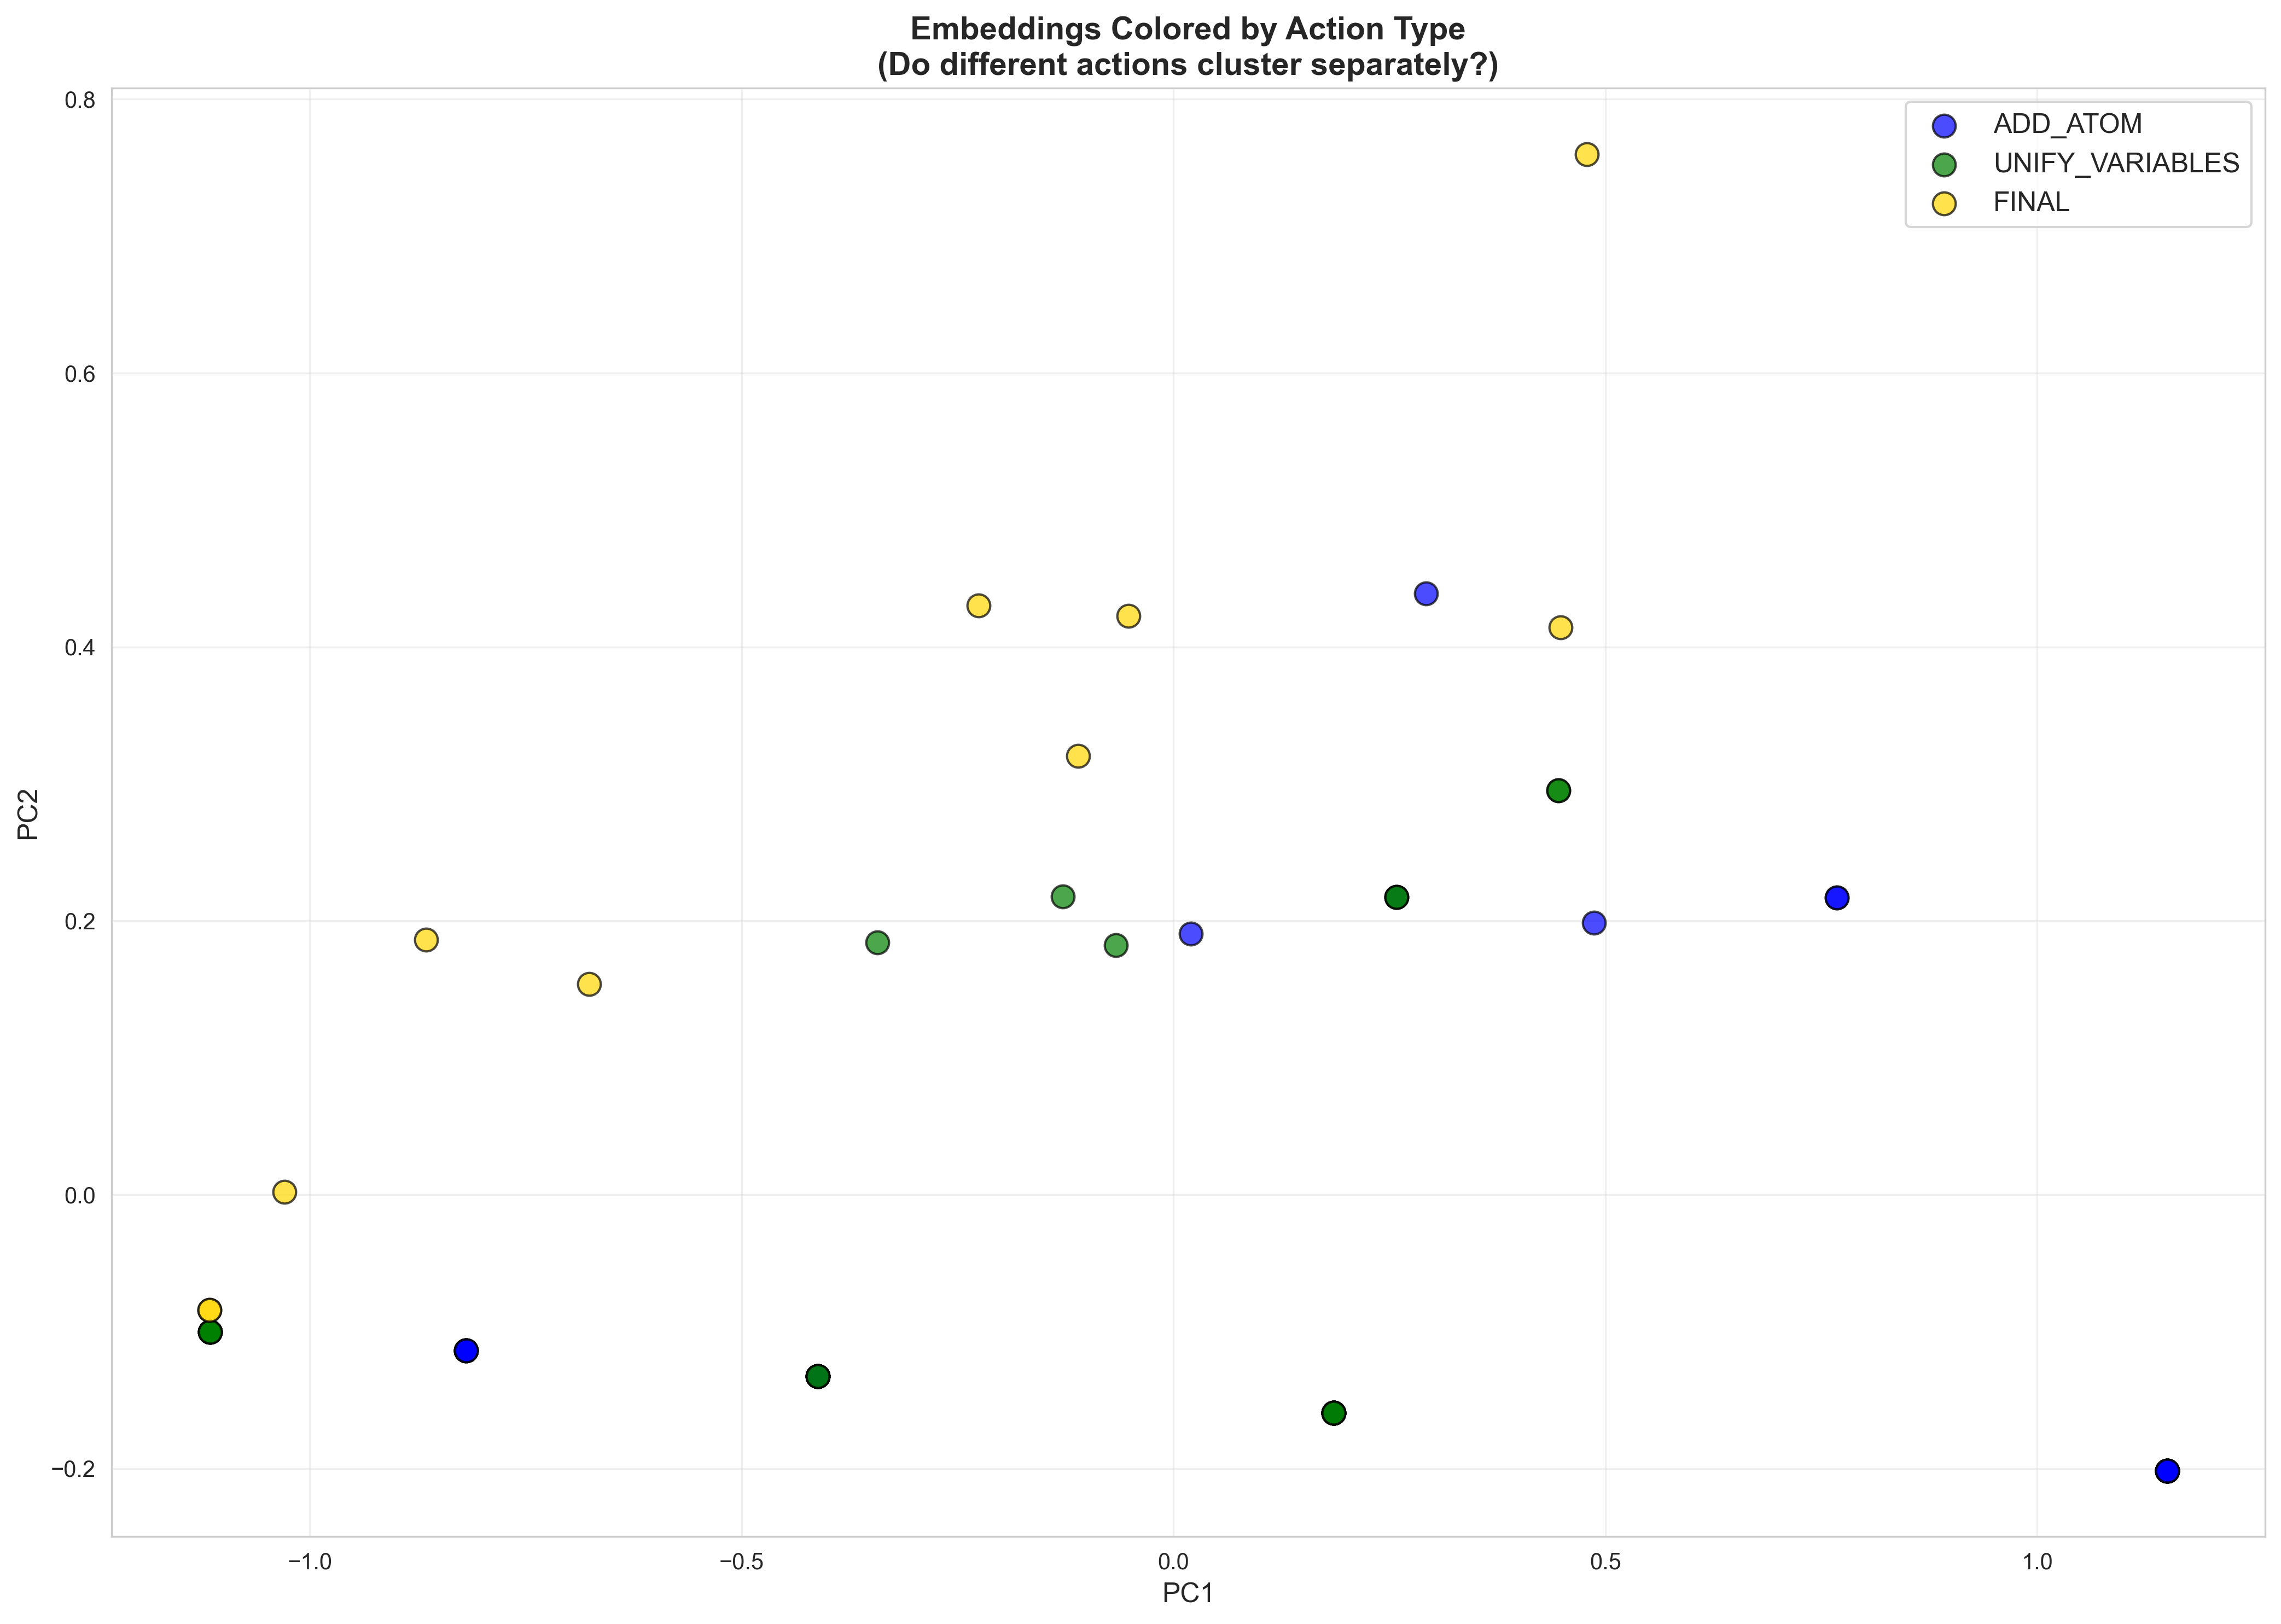 Embeddings Colored by Action Type
(Do different actions cluster separately?)
ADD_ATOM
UNIFY_VARIABLES
FINAL
0.8
0.6
0.4
0.2
0.0
−0.2
PC2
−1.0
−0.5
0.0
0.5
1.0
PC1